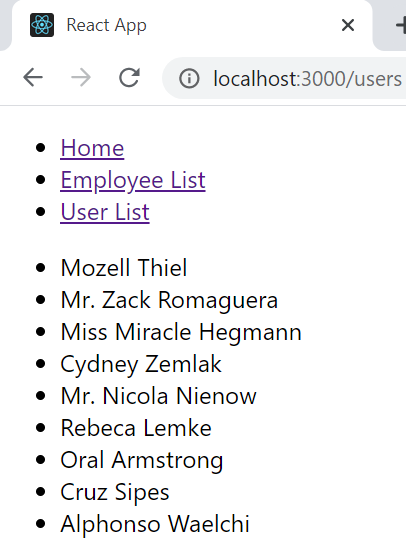 React App
localhost:3000/users
Home
Employee List
User List
Mozell Thiel
Mr. Zack Romaguera
Miss Miracle Hegmann
Cydney Zemlak
Mr. Nicola Nienow
Rebeca Lemke
Oral Armstrong
Cruz Sipes
Alphonso Waelchi